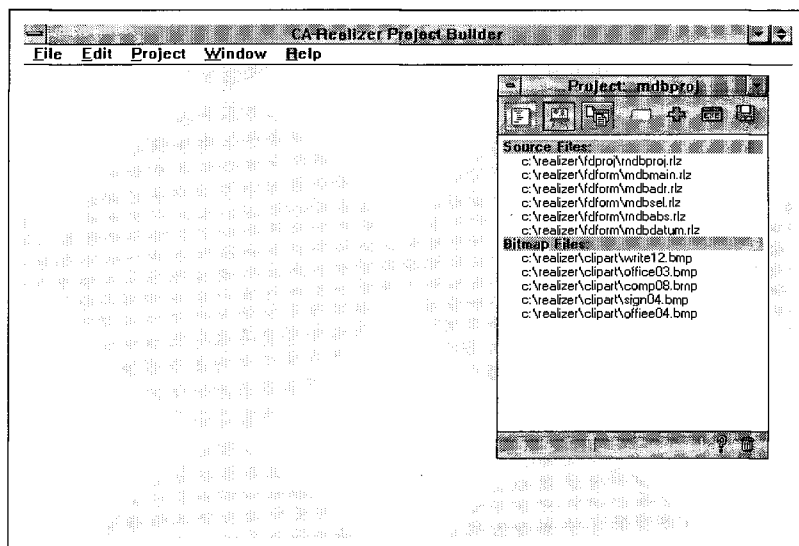 CA-Realizer Project Builder
File Edit Project Window Help
Project: mdbproj
Source Files:
c:\realizer\fdproj\mdbproj.rlz
c:\realizer\fdform\mdbmain.rlz
c:\realizer\fdform\mdbadr.rlz
c:\realizer\fdform\mdbsel.rlz
c:\realizer\fdform\mdbabs.rlz
c:\realizer\fdform\mdbdatum.rlz
Bitmap Files:
c:\realizer\clipart\write12.bmp
c:\realizer\clipart\office03.bmp
c:\realizer\clipart\comp08.bmp
c:\realizer\clipart\sign04.bmp
c:\realizer\clipart\office04.bmp